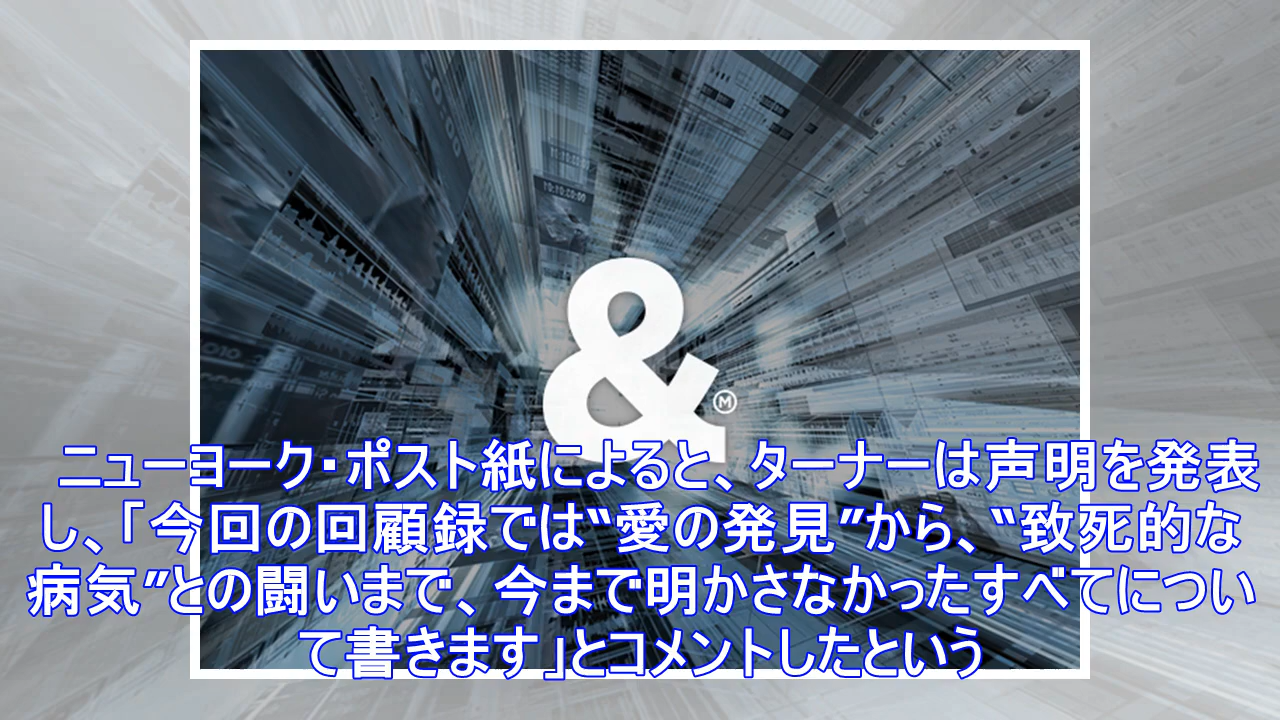 &
M
ニューヨーク・ポスト紙によると、ターナーは声明を発表
し、「今回の回顧録では“愛の発見”から、“致死的な
病気”との闘いまで、今まで明かさなかったすべてについ
て書きます」とコメントしたという